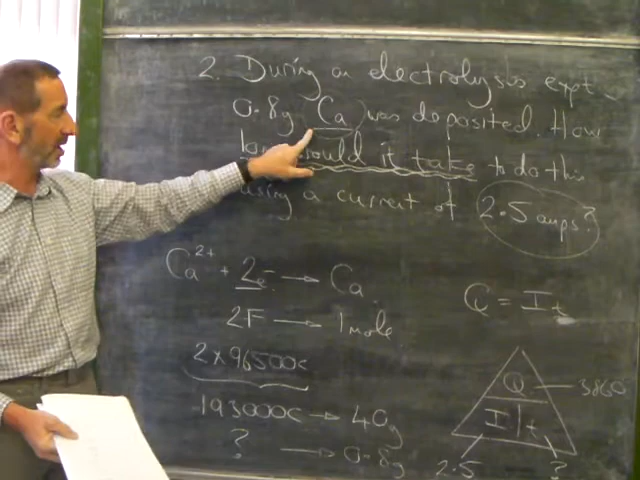 2. During an electrolysis expt
0.8g Ca was deposited. How
would it take to do this
using a current of 2.5 amps?
Ca²⁺ + 2e⁻ → Ca
Q = It
2F → 1 mole
2 x 96500c
193000c → 40g
? → 0.8g
Q 3860
I t
2.5 ?